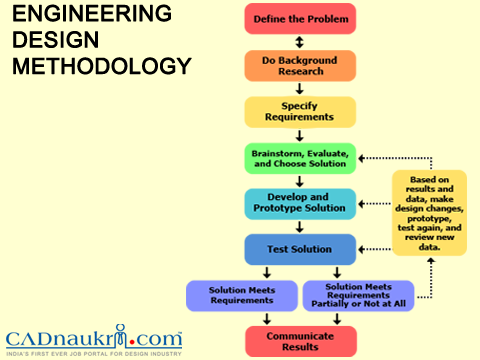 ENGINEERING
DESIGN
METHODOLOGY
Define the Problem
Do Background
Research
Specify
Requirements
Brainstorm, Evaluate,
and Choose Solution
Develop and
Prototype Solution
Test Solution
Based on
results and
data, make
design changes,
prototype,
test again, and
review new
data.
Solution Meets
Requirements
Solution Meets
Requirements
Partially or Not at All
Communicate
Results
CADnaukri.com™
INDIA'S FIRST EVER JOB PORTAL FOR DESIGN INDUSTRY